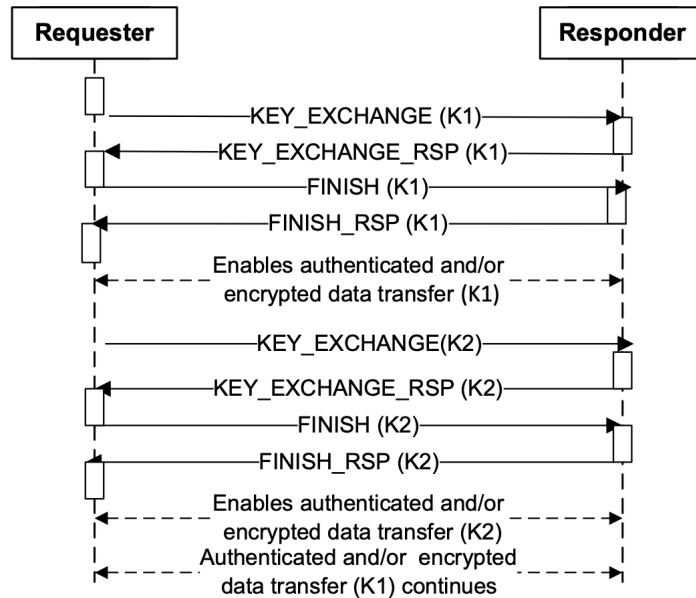 Requester
Responder
KEY_EXCHANGE (K1)
KEY_EXCHANGE_RSP (K1)
FINISH (K1)
FINISH_RSP (K1)
Enables authenticated and/or
encrypted data transfer (K1)
KEY_EXCHANGE(K2)
KEY_EXCHANGE_RSP (K2)
FINISH (K2)
FINISH_RSP (K2)
Enables authenticated and/or
encrypted data transfer (K2)
Authenticated and/or encrypted
data transfer (K1) continues